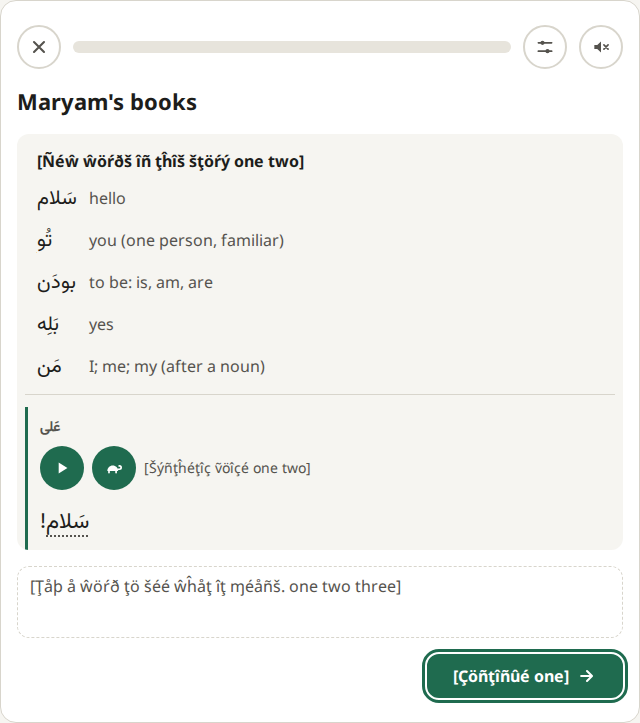 Maryam's books
[Ñéŵ ŵöŕðš îñ ţĥîš šţöŕý one two]
سَلام hello
تُو you (one person, familiar)
بودَن to be: is, am, are
بَلِه yes
مَن I; me; my (after a noun)
عَلی
[Šýñţĥéţîç ṽöîçé one two]
سَلام!
[Ţåþ å ŵöŕð ţö šéé ŵĥåţ îţ ɱéåñš. one two three]
[Çöñţîñûé one]